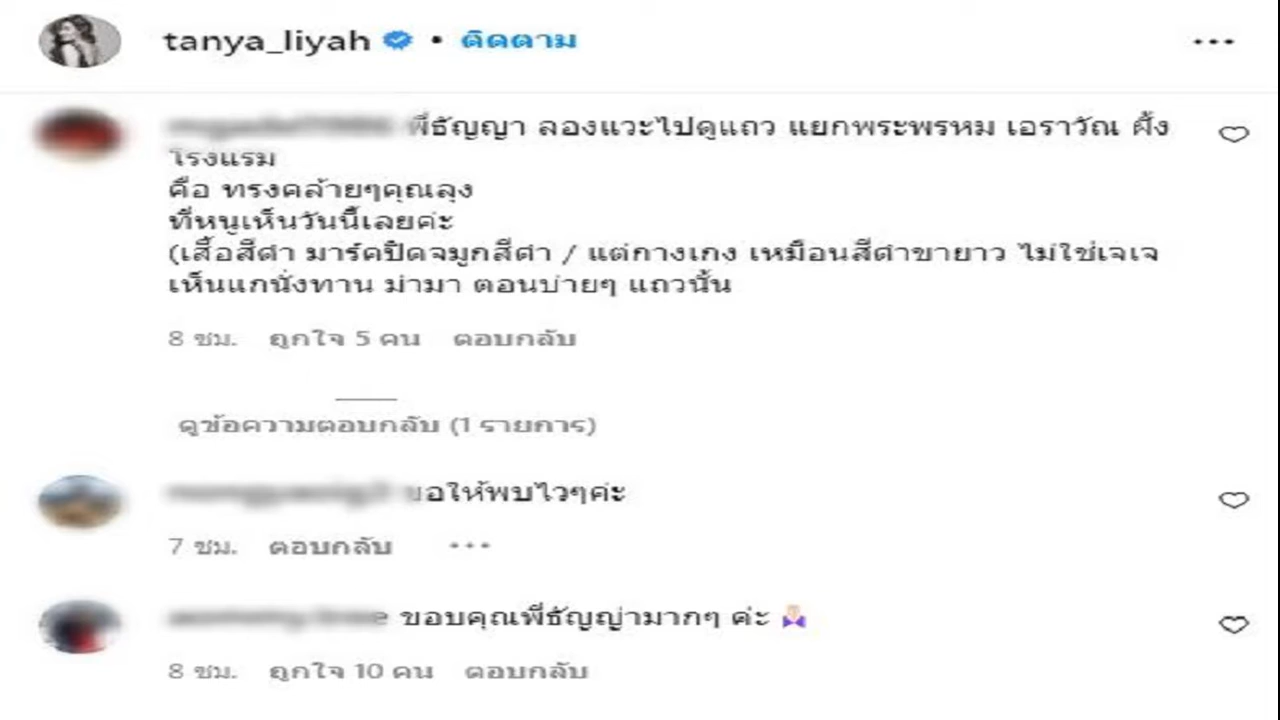 tanya_liyah • ติดตาม
พี่ธัญญา ลองแวะไปดูแถว แยกพระพรหม เอราวัณ ฝั่ง
โรงแรม
คือ ทรงคล้ายๆคุณลุง
ที่หนูเห็นวันนี้เลยค่ะ
(เสื้อสีดำ มาร์คปิดจมูกสีดำ / แต่กางเกง เหมือนสีดำขายาว ไม่ใช่เจเจ
เห็นแกนั่งทาน ม่ามา ตอนบ่ายๆ แถวนั้น
8 ชม. ถูกใจ 5 คน ตอบกลับ
ดูข้อความตอบกลับ (1 รายการ)
ขอให้พบไวๆค่ะ
7 ชม. ตอบกลับ
ขอบคุณพี่ธัญญ่ามากๆ ค่ะ
8 ชม. ถูกใจ 10 คน ตอบกลับ